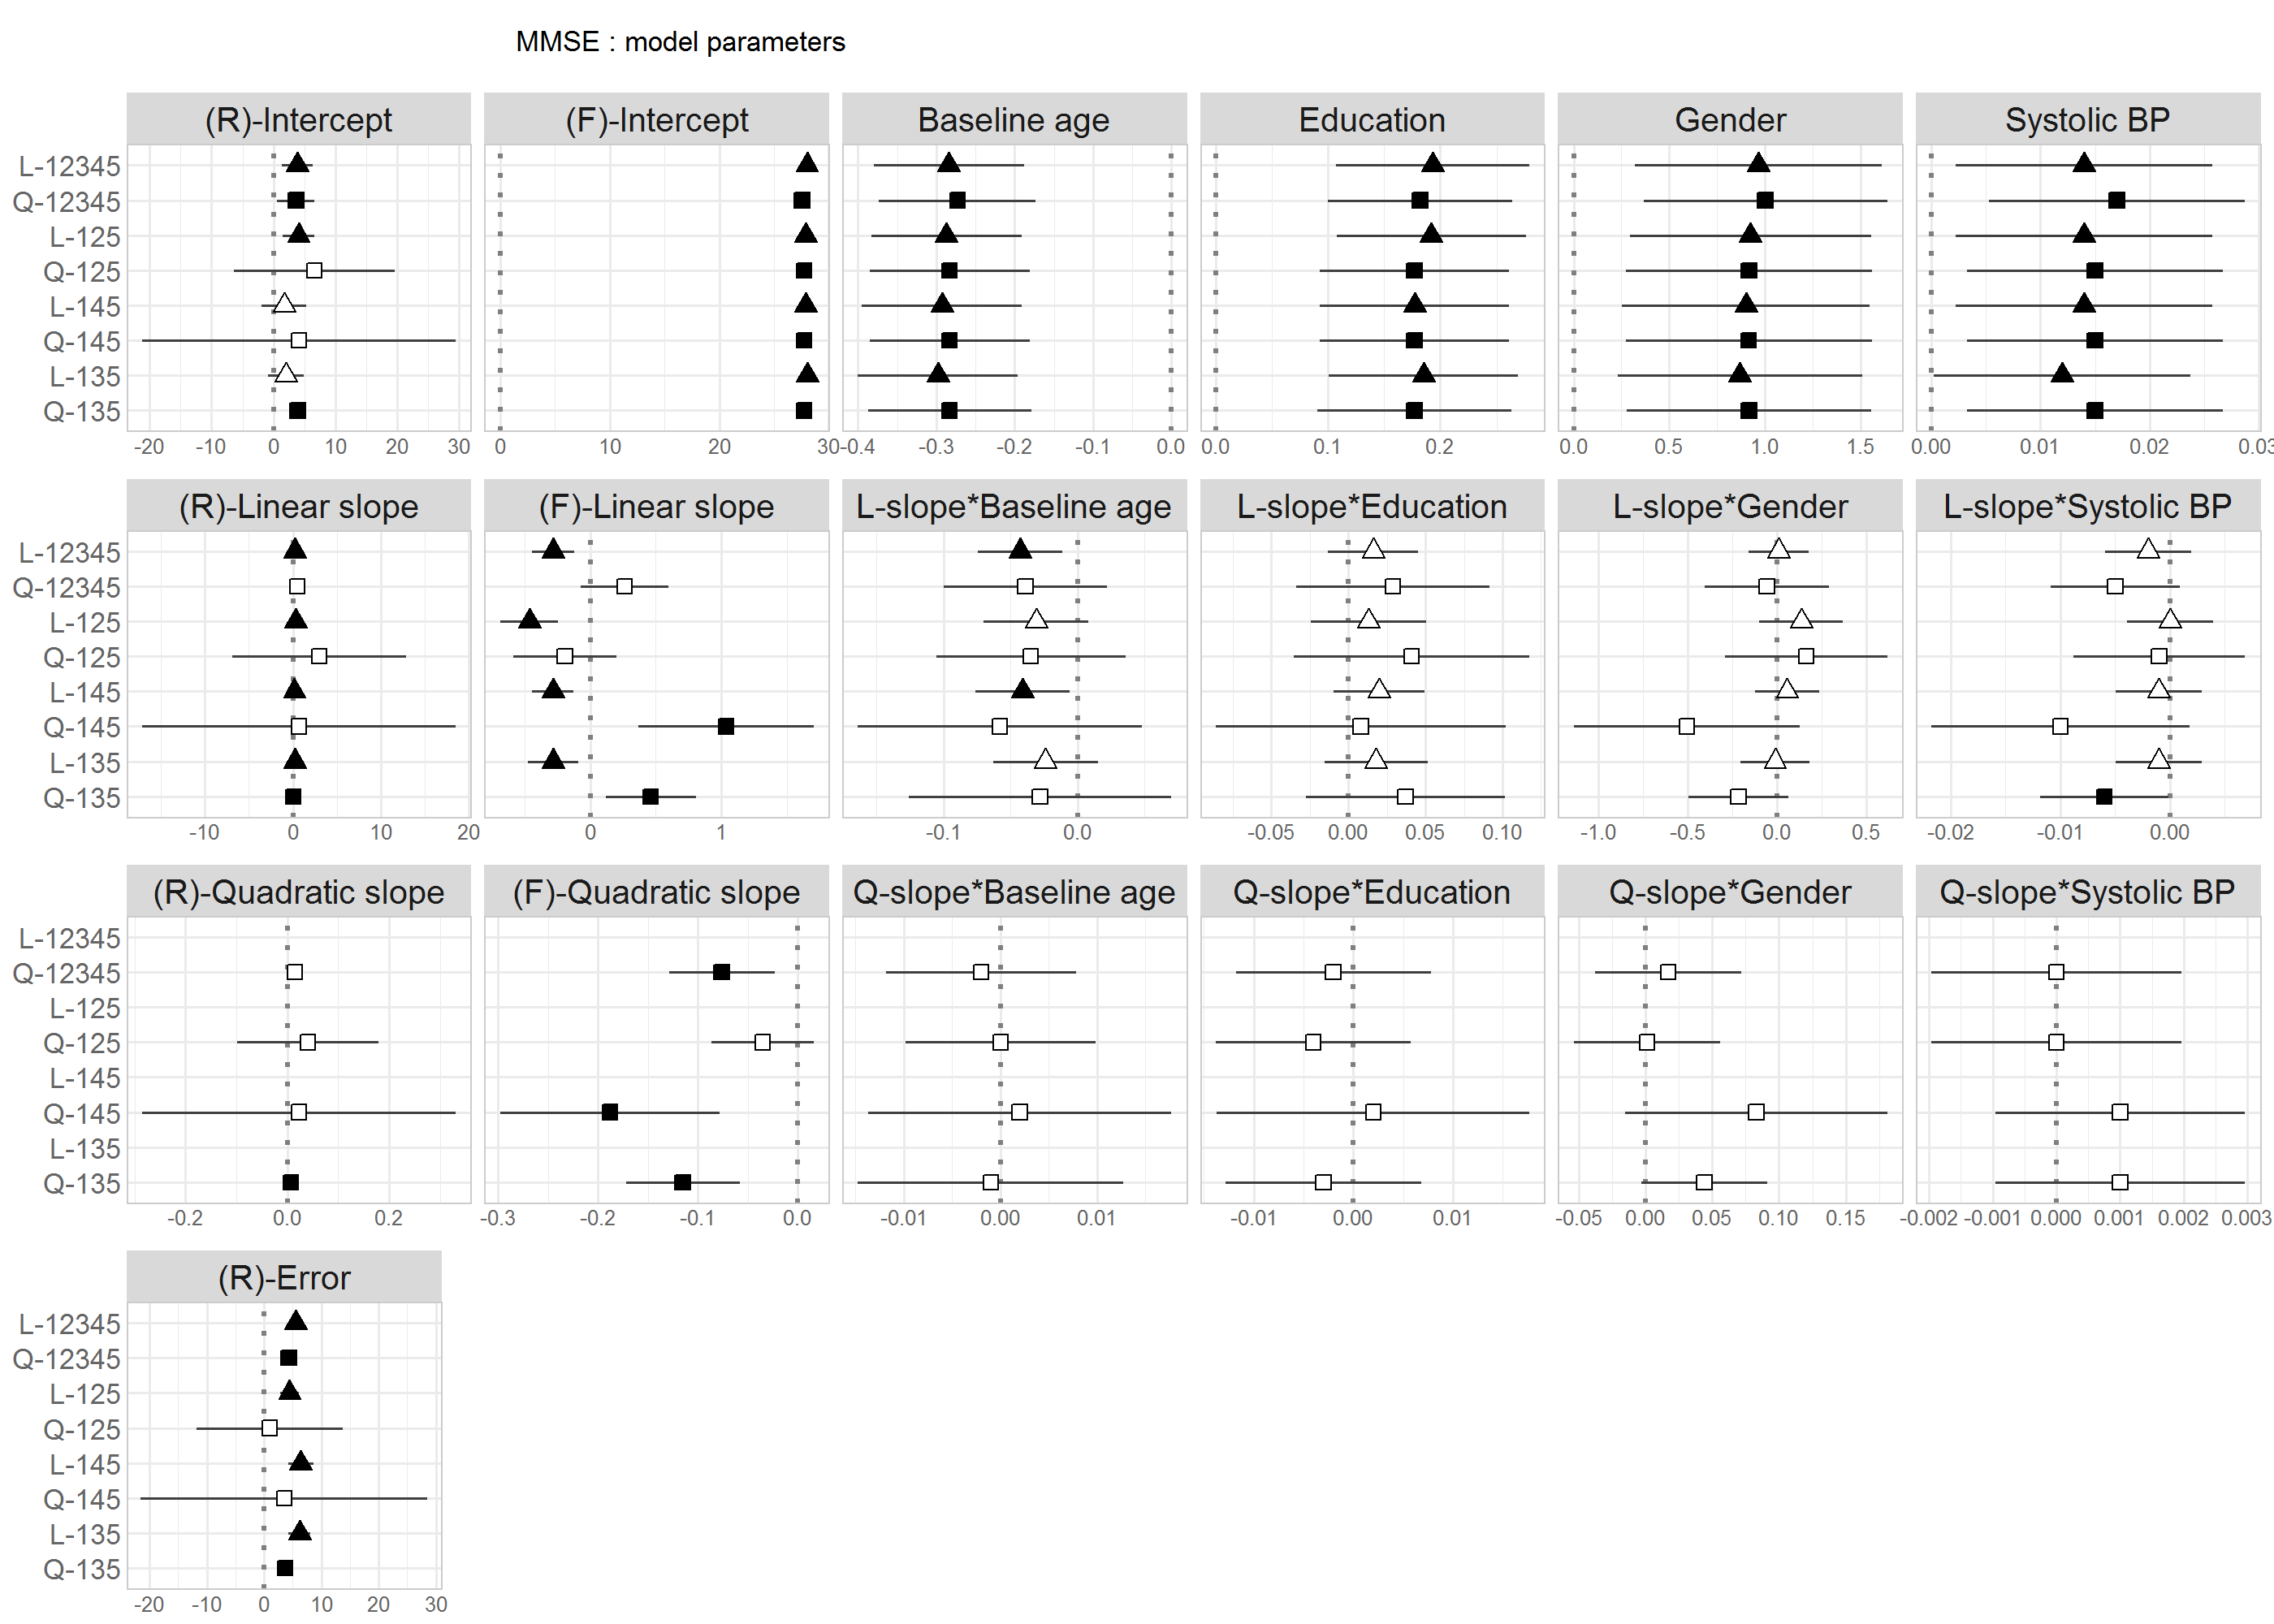 MMSE : model parameters
(R)-Intercept (F)-Intercept Baseline age Education Gender Systolic BP
L-12345
Q-12345
L-125
Q-125
L-145
Q-145
L-135
Q-135
-20 -10 0 10 20 30 0 10 20 30 -0.4 -0.3 -0.2 -0.1 0.0 0.0 0.1 0.2 0.0 0.5 1.0 1.5 0.00 0.01 0.02 0.03
(R)-Linear slope (F)-Linear slope L-slope*Baseline age L-slope*Education L-slope*Gender L-slope*Systolic BP
L-12345
Q-12345
L-125
Q-125
L-145
Q-145
L-135
Q-135
-10 0 10 20 0 1 -0.1 0.0 -0.05 0.00 0.05 0.10 -1.0 -0.5 0.0 0.5 -0.02 -0.01 0.00
(R)-Quadratic slope (F)-Quadratic slope Q-slope*Baseline age Q-slope*Education Q-slope*Gender Q-slope*Systolic BP
L-12345
Q-12345
L-125
Q-125
L-145
Q-145
L-135
Q-135
-0.2 0.0 0.2 -0.3 -0.2 -0.1 0.0 -0.01 0.00 0.01 -0.01 0.00 0.01 -0.05 0.00 0.05 0.10 0.15 -0.002 -0.001 0.000 0.001 0.002 0.003
(R)-Error
L-12345
Q-12345
L-125
Q-125
L-145
Q-145
L-135
Q-135
-20 -10 0 10 20 30